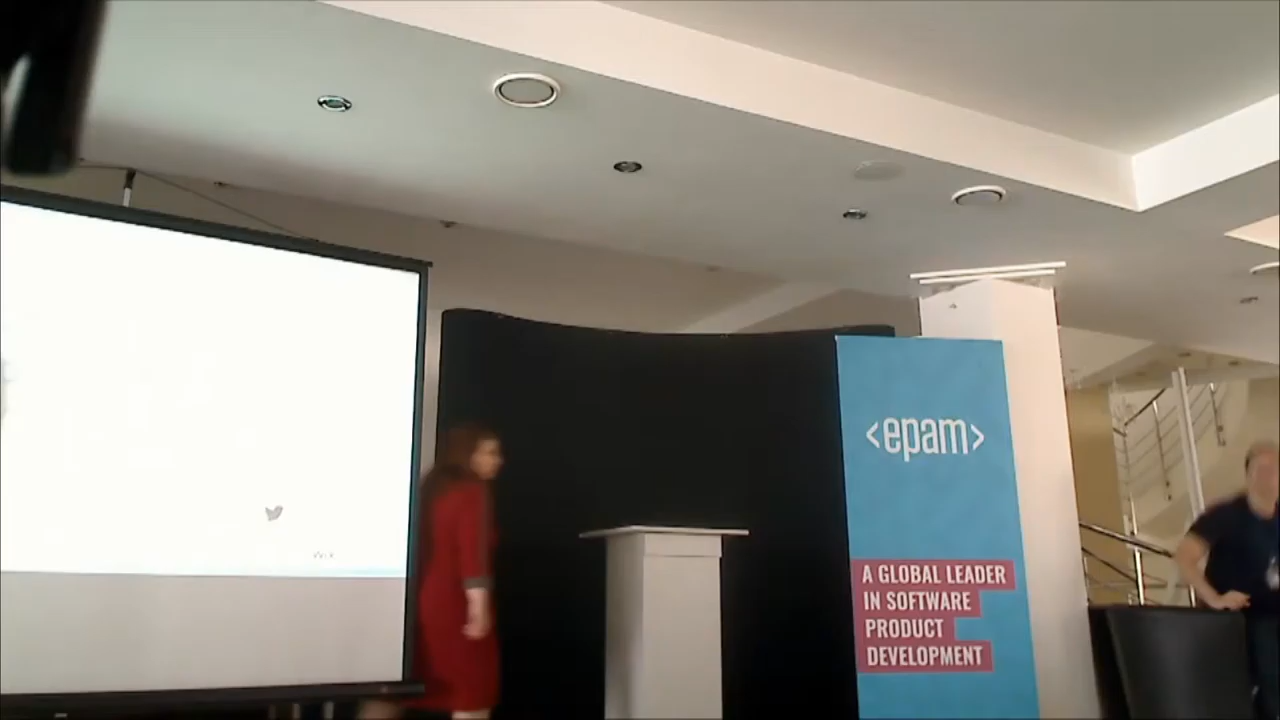 <epam>
A GLOBAL LEADER
IN SOFTWARE
PRODUCT
DEVELOPMENT